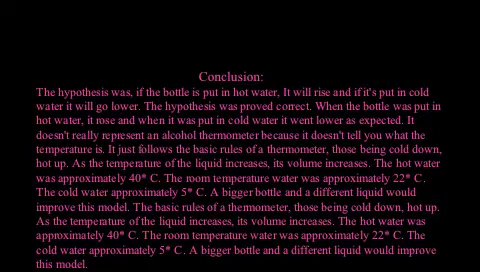 Conclusion:
The hypothesis was, if the bottle is put in hot water, It will rise and if it's put in cold
water it will go lower. The hypothesis was proved correct. When the bottle was put in
hot water, it rose and when it was put in cold water it went lower as expected. It
doesn't really represent an alcohol thermometer because it doesn't tell you what the
temperature is. It just follows the basic rules of a thermometer, those being cold down,
hot up. As the temperature of the liquid increases, its volume increases. The hot water
was approximately 40* C. The room temperature water was approximately 22* C.
The cold water approximately 5* C. A bigger bottle and a different liquid would
improve this model. The basic rules of a thermometer, those being cold down, hot up.
As the temperature of the liquid increases, its volume increases. The hot water was
approximately 40* C. The room temperature water was approximately 22* C. The
cold water approximately 5* C. A bigger bottle and a different liquid would improve
this model.